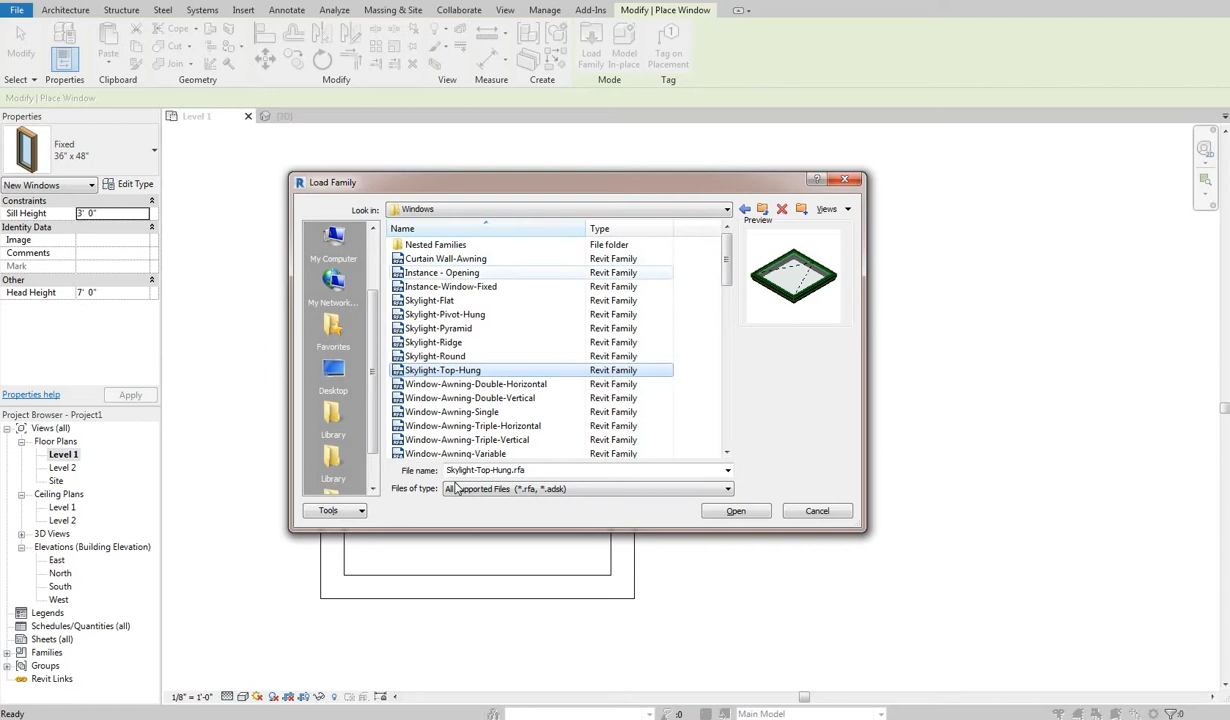 File Architecture Structure Steel Systems Insert Annotate Analyze Massing & Site Collaborate View Manage Add-Ins Modify | Place Window
Modify Paste Cope Cut Join Load Family Model In-place Tag on Placement
Select Properties Clipboard Geometry Modify View Measure Create Mode Tag
Modify | Place Window
Properties
Level 1
(3D)
Fixed
36" x 48"
New Windows Edit Type
Constraints
Sill Height 3' 0"
Identity Data
Image
Comments
Mark
Other
Head Height 7' 0"
Properties help Apply
Project Browser - Project1
Views (all)
Floor Plans
Level 1
Level 2
Site
Ceiling Plans
Level 1
Level 2
3D Views
Elevations (Building Elevation)
East
North
South
West
Legends
Schedules/Quantities (all)
Sheets (all)
Families
Groups
Revit Links
R Load Family
Look in: Windows Views
My Computer
My Network...
Favorites
Desktop
Library
Library
Name Type
Nested Families File folder
Curtain Wall-Awning Revit Family
Instance - Opening Revit Family
Instance-Window-Fixed Revit Family
Skylight-Flat Revit Family
Skylight-Pivot-Hung Revit Family
Skylight-Pyramid Revit Family
Skylight-Ridge Revit Family
Skylight-Round Revit Family
Skylight-Top-Hung Revit Family
Window-Awning-Double-Horizontal Revit Family
Window-Awning-Double-Vertical Revit Family
Window-Awning-Single Revit Family
Window-Awning-Triple-Horizontal Revit Family
Window-Awning-Triple-Vertical Revit Family
Window-Awning-Variable Revit Family
Preview
File name: Skylight-Top-Hung.rfa
Files of type: All Supported Files (*.rfa, *.adsk)
Tools Open Cancel
1/8" = 1'-0"
Ready :0 Main Model :0